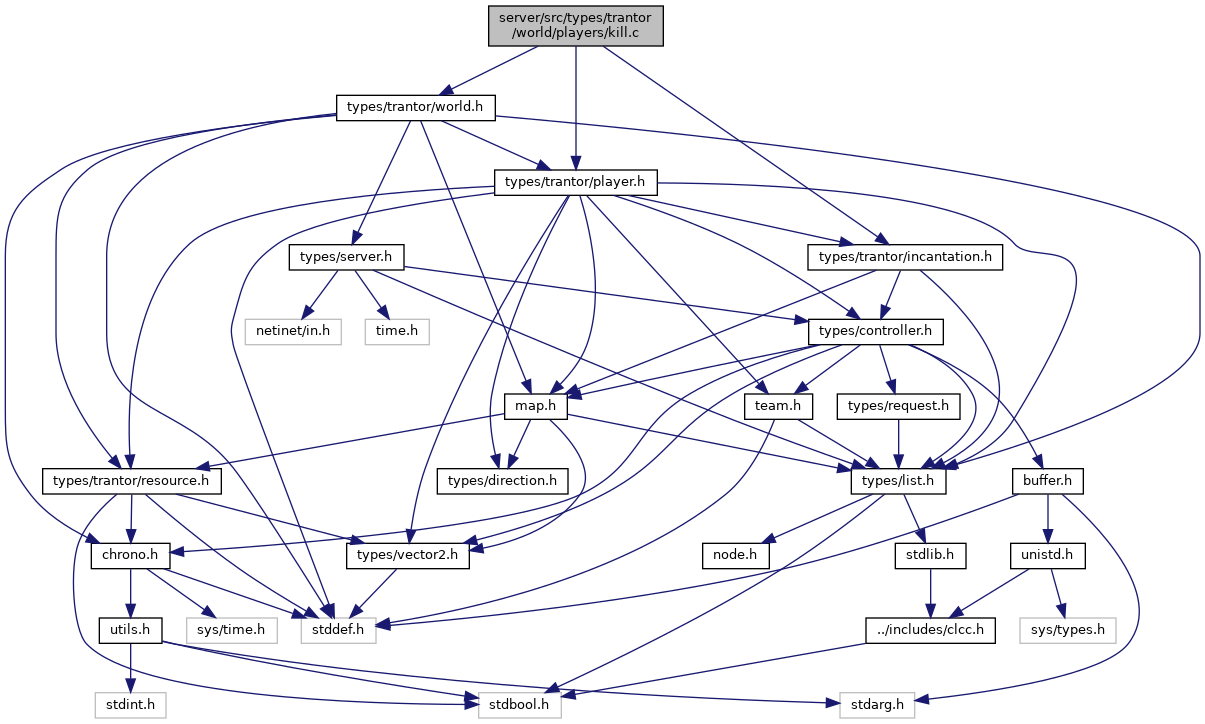 server/src/types/trantor
/world/players/kill.c
types/trantor/world.h
types/trantor/player.h
types/server.h
types/trantor/incantation.h
netinet/in.h
time.h
types/controller.h
map.h
team.h
types/request.h
types/trantor/resource.h
types/direction.h
types/list.h
buffer.h
chrono.h
types/vector2.h
node.h
stdlib.h
unistd.h
utils.h
sys/time.h
stddef.h
../includes/clcc.h
sys/types.h
stdint.h
stdbool.h
stdarg.h